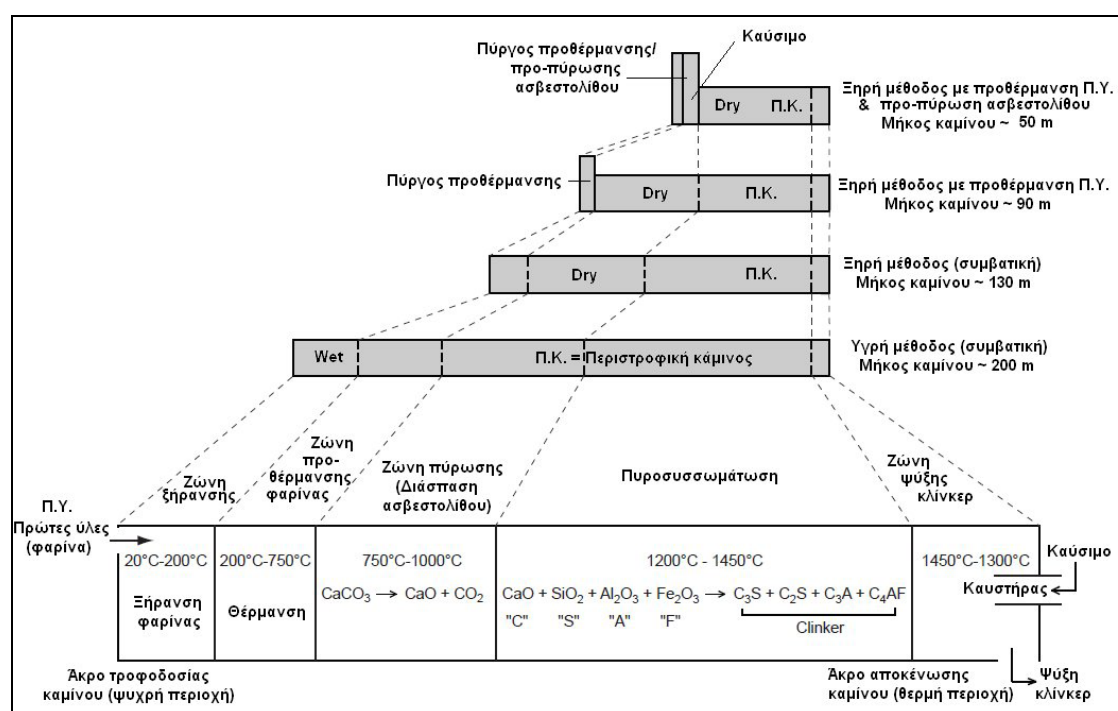 Πύργος προθέρμανσης/
προ-πύρωσης
ασβεστολίθου
Καύσιμο
Dry Π.Κ.
Ξηρή μέθοδος με προθέρμανση Π.Υ.
& προ-πύρωση ασβεστολίθου
Μήκος καμίνου ~ 50 m
Πύργος προθέρμανσης
Dry Π.Κ.
Ξηρή μέθοδος με προθέρμανση Π.Υ.
Μήκος καμίνου ~ 90 m
Dry Π.Κ.
Ξηρή μέθοδος (συμβατική)
Μήκος καμίνου ~ 130 m
Wet Π.Κ. = Περιστροφική κάμινος
Υγρή μέθοδος (συμβατική)
Μήκος καμίνου ~ 200 m
Ζώνη
ξήρανσής
Ζώνη
προ-
θέρμανσης
φαρίνας
Ζώνη πύρωσης
(Διάσπαση
ασβεστολίθου)
Πυροσυσσωμάτωση
Ζώνη
ψύξης
κλίνκερ
Π.Υ.
Πρώτες ύλες
(φαρίνα)
20°C-200°C
Ξήρανση
φαρίνας
200°C-750°C
Θέρμανση
750°C-1000°C
CaCO₃ → CaO + CO₂
1200°C - 1450°C
CaO + SiO₂ + Al₂O₃ + Fe₂O₃ → C₃S + C₂S + C₃A + C₄AF
"C" "S" "A" "F"
Clinker
1450°C-1300°C
Καύσιμο
Καυστήρας
Άκρο τροφοδοσίας
καμίνου (ψυχρή περιοχή)
Άκρο αποκένωσης
καμίνου (θερμή περιοχή)
Ψύξη
κλίνκερ